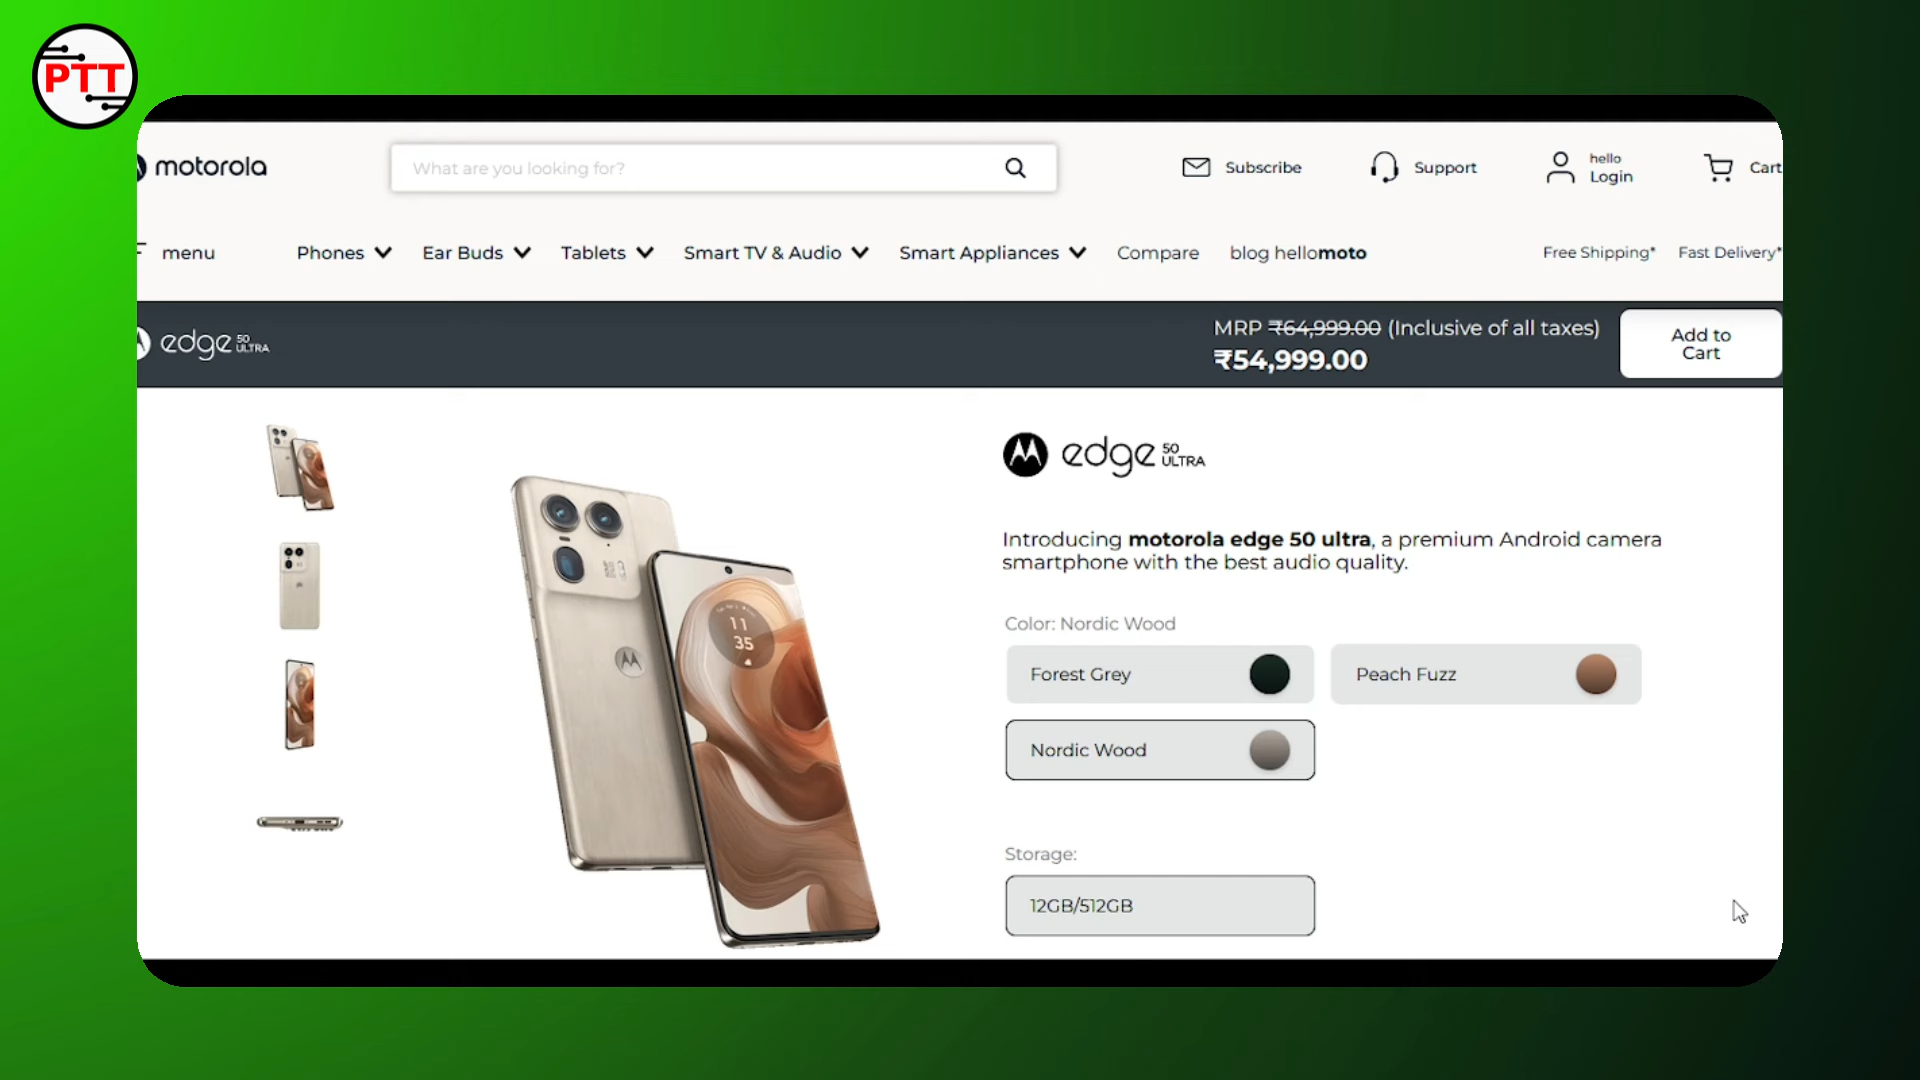 PTT
motorola
What are you looking for?
Subscribe
Support
hello
Login
Cart
menu
Phones
Ear Buds
Tablets
Smart TV & Audio
Smart Appliances
Compare
blog hellomoto
Free Shipping*
Fast Delivery*
edge 50 ULTRA
MRP ₹64,999.00 (Inclusive of all taxes)
₹54,999.00
Add to
Cart
edge 50 ULTRA
Introducing motorola edge 50 ultra, a premium Android camera
smartphone with the best audio quality.
Color: Nordic Wood
Forest Grey
Peach Fuzz
Nordic Wood
11
35
Storage:
12GB/512GB